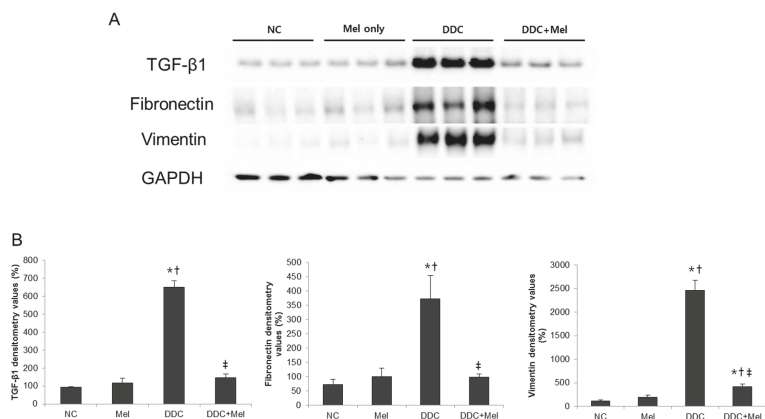 A
NC Mel only DDC DDC+Mel
TGF-β1
Fibronectin
Vimentin
GAPDH
B
TGF-β1 densitometry values (%)
800
700
600
500
400
300
200
100
0
*†
‡
NC Mel DDC DDC+Mel
Fibronectin densitometry
values (%)
500
450
400
350
300
250
200
150
100
50
0
*†
‡
NC Mel DDC DDC+Mel
Vimentin densitometry values
(%)
3000
2500
2000
1500
1000
500
0
*†
*†‡
NC Mel DDC DDC+Mel